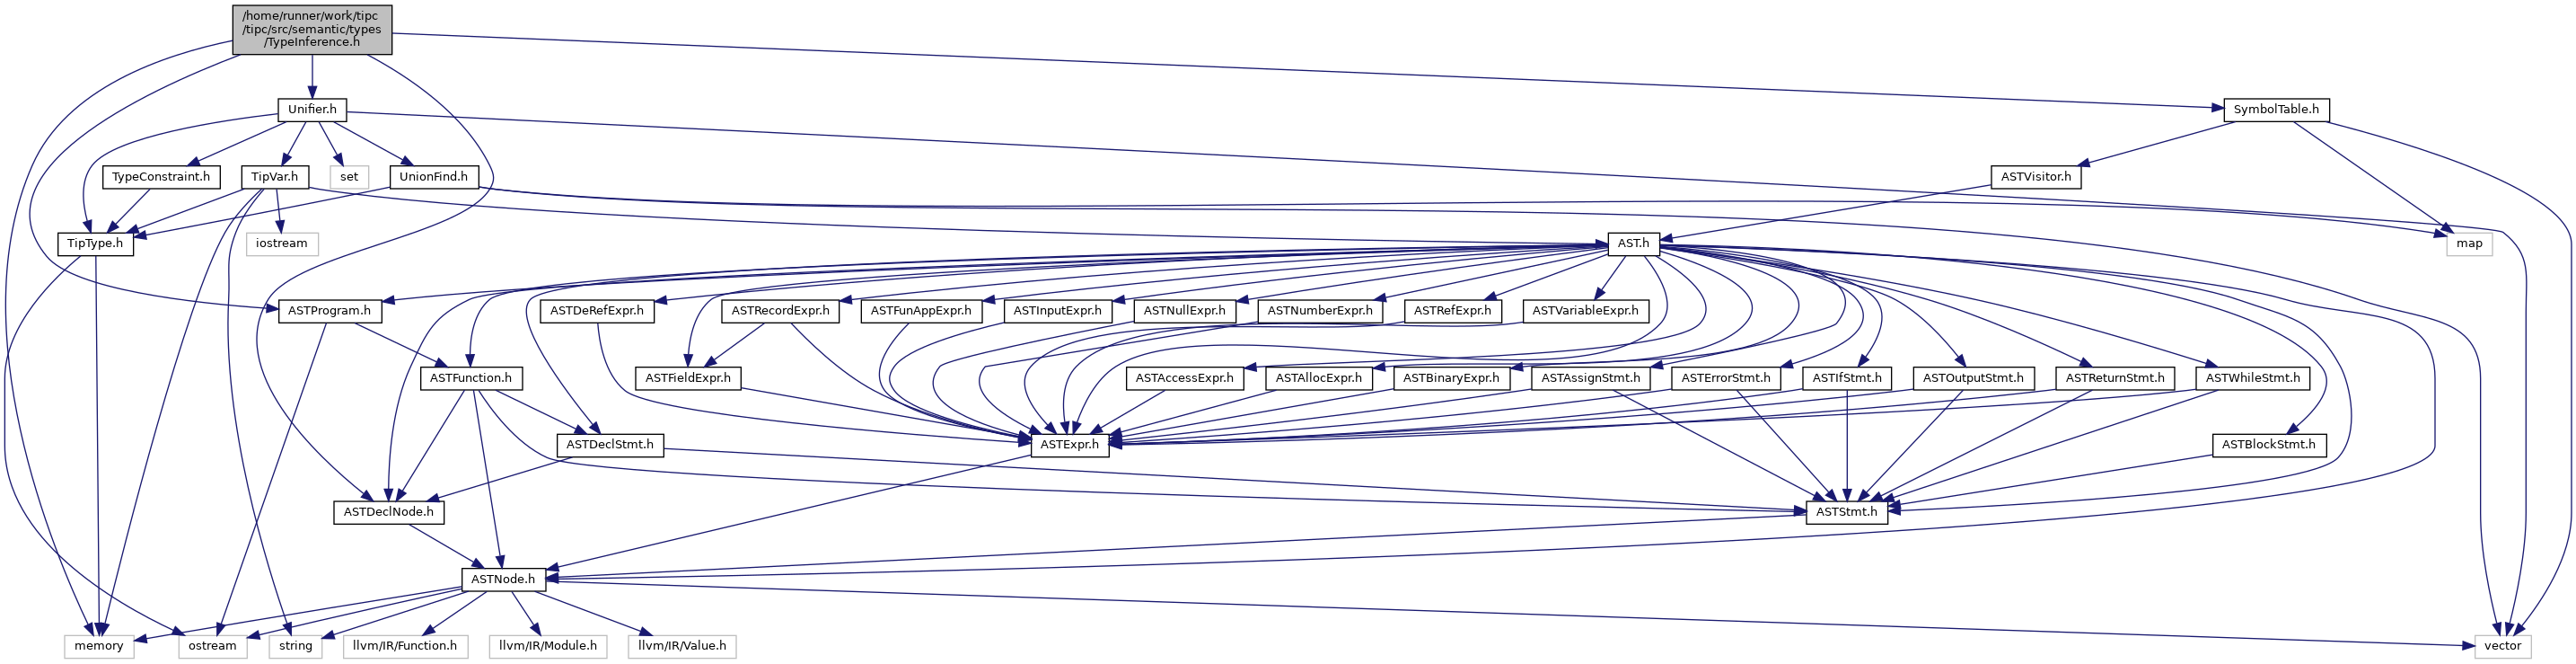 /home/runner/work/tipc
/tipc/src/semantic/types
/TypeInference.h
Unifier.h
SymbolTable.h
TypeConstraint.h
TipVar.h
set
UnionFind.h
ASTVisitor.h
TipType.h
iostream
AST.h
map
ASTProgram.h
ASTDeRefExpr.h
ASTRecordExpr.h
ASTFunAppExpr.h
ASTInputExpr.h
ASTNullExpr.h
ASTNumberExpr.h
ASTRefExpr.h
ASTVariableExpr.h
ASTFunction.h
ASTFieldExpr.h
ASTAccessExpr.h
ASTAllocExpr.h
ASTBinaryExpr.h
ASTAssignStmt.h
ASTErrorStmt.h
ASTIfStmt.h
ASTOutputStmt.h
ASTReturnStmt.h
ASTWhileStmt.h
ASTDeclStmt.h
ASTExpr.h
ASTBlockStmt.h
ASTDeclNode.h
ASTStmt.h
ASTNode.h
memory
ostream
string
llvm/IR/Function.h
llvm/IR/Module.h
llvm/IR/Value.h
vector